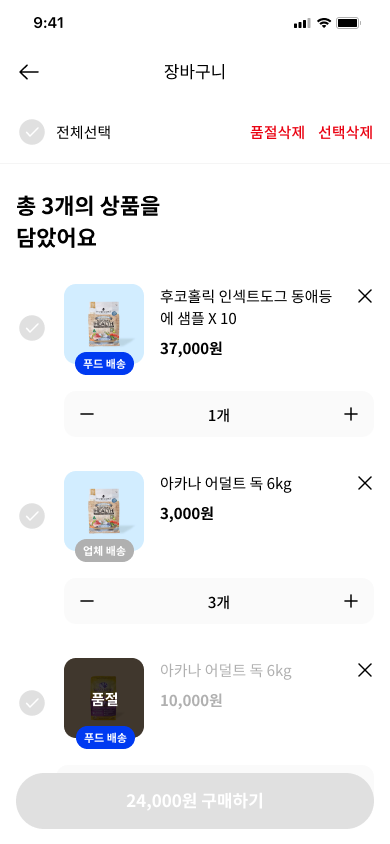 9:41
장바구니
전체선택
품절삭제 선택삭제
총 3개의 상품을
담았어요
후코홀릭 인섹트도그 동애등
에 샘플 X 10
37,000원
푸드 배송
1개
아카나 어덜트 독 6kg
3,000원
업체 배송
3개
아카나 어덜트 독 6kg
품절
10,000원
푸드 배송
24,000원 구매하기